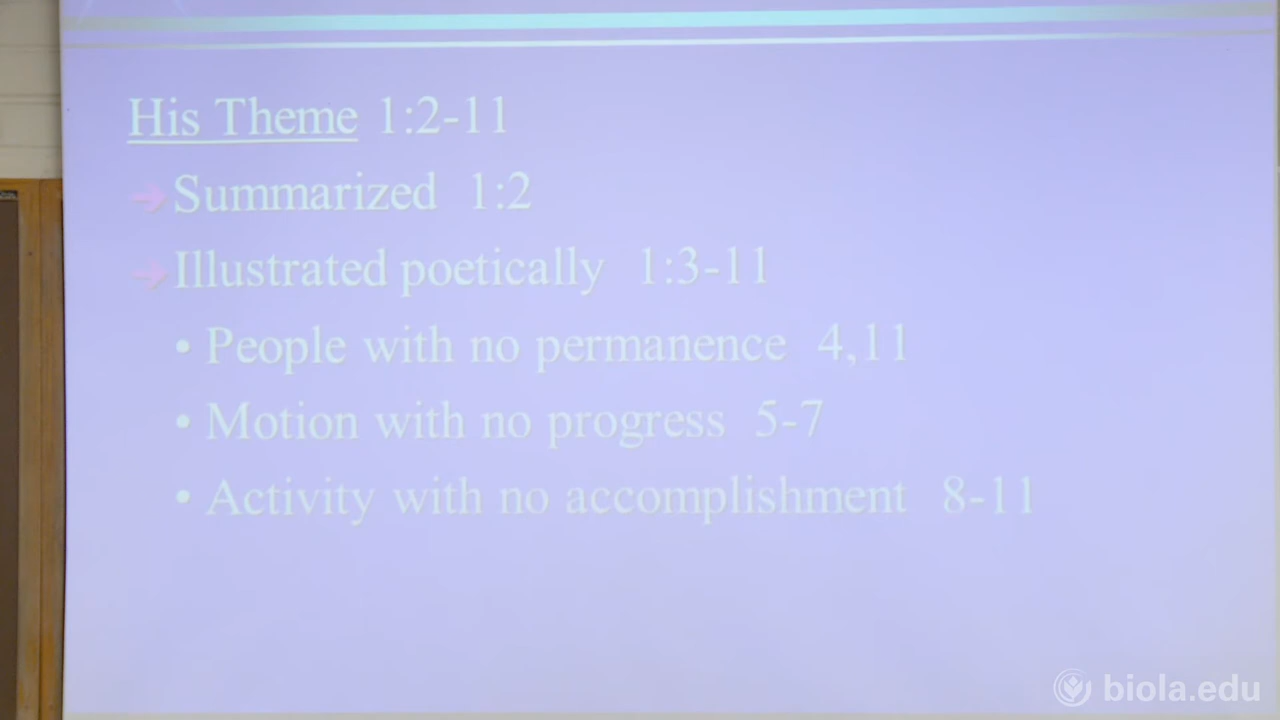 His Theme 1:2-11
→ Summarized 1:2
→ Illustrated poetically 1:3-11
• People with no permanence 4,11
• Motion with no progress 5-7
• Activity with no accomplishment 8-11
biola.edu